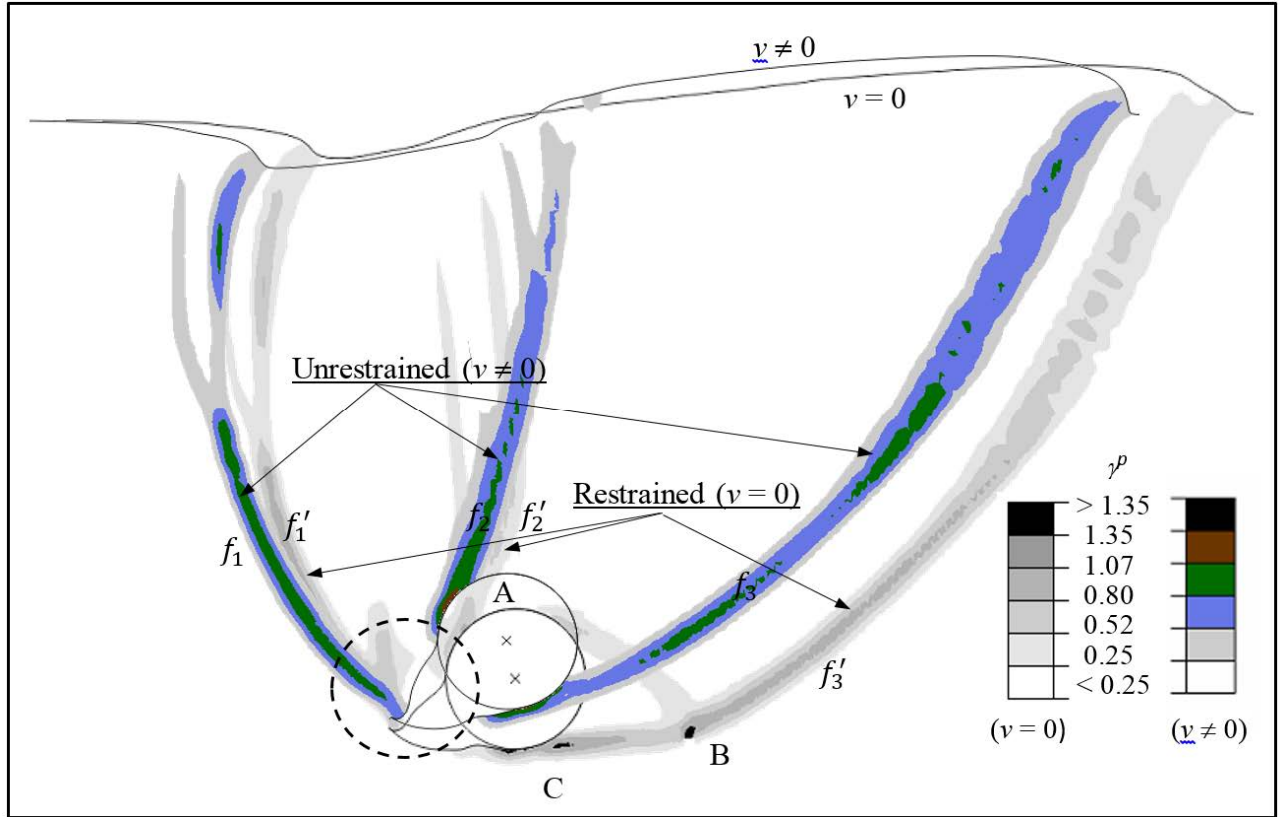 v ≠ 0
v = 0
Unrestrained (v ≠ 0)
Restrained (v = 0)
f₁
f₁′
f₂
f₂′
A
f₃
f₃′
B
C
γᵖ
> 1.35
1.35
1.07
0.80
0.52
0.25
< 0.25
(v = 0)
(v ≠ 0)